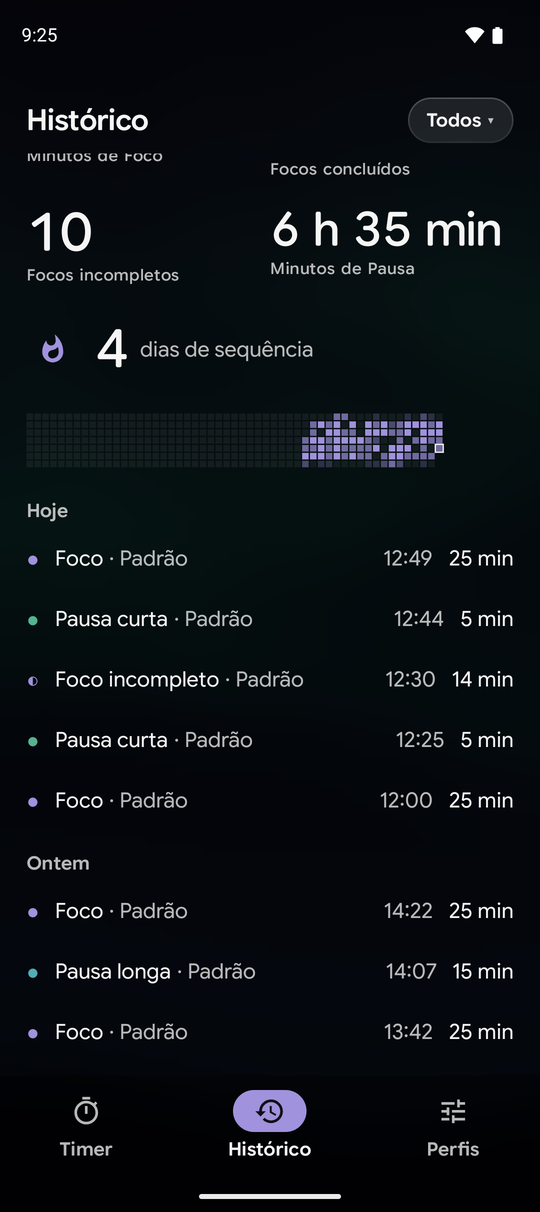 9:25
Histórico
Todos ▾
Minutos de Foco
Focos concluídos
10
6 h 35 min
Focos incompletos
Minutos de Pausa
4 dias de sequência
Hoje
Foco · Padrão 12:49 25 min
Pausa curta · Padrão 12:44 5 min
Foco incompleto · Padrão 12:30 14 min
Pausa curta · Padrão 12:25 5 min
Foco · Padrão 12:00 25 min
Ontem
Foco · Padrão 14:22 25 min
Pausa longa · Padrão 14:07 15 min
Foco · Padrão 13:42 25 min
Timer
Histórico
Perfis